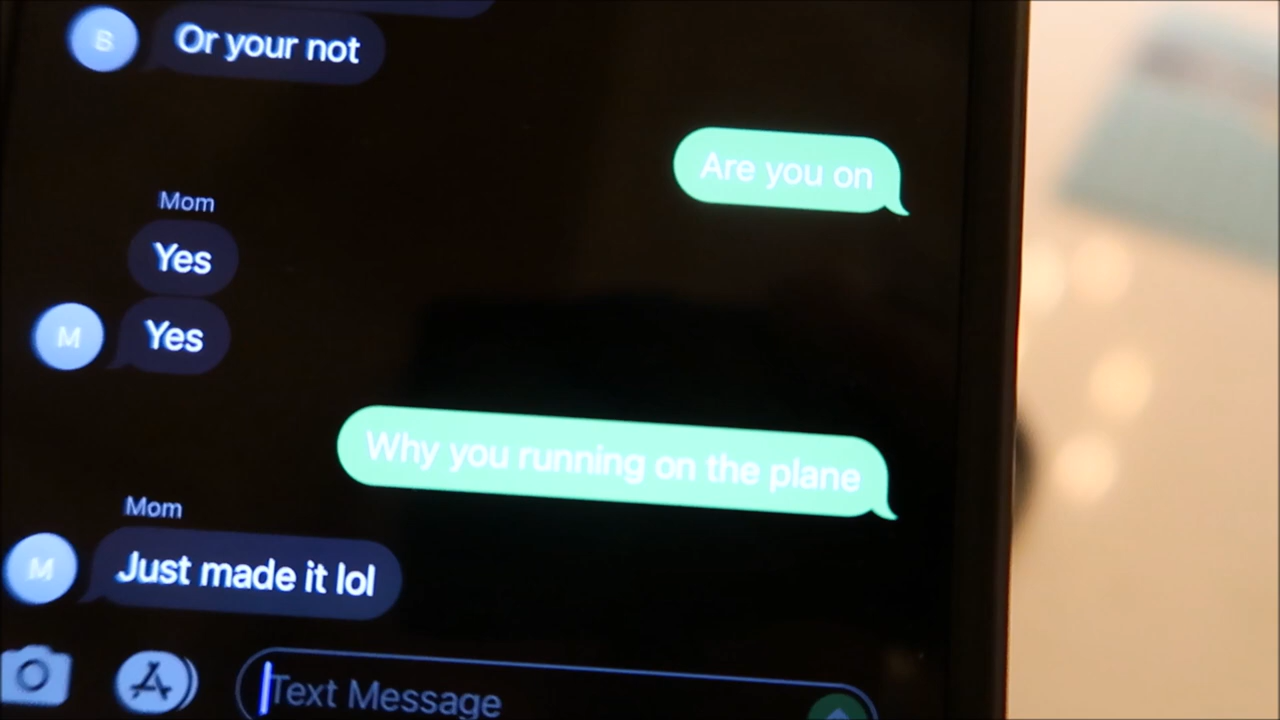 B
Or your not
Are you on
Mom
Yes
M
Yes
Why you running on the plane
Mom
M
Just made it lol
Text Message